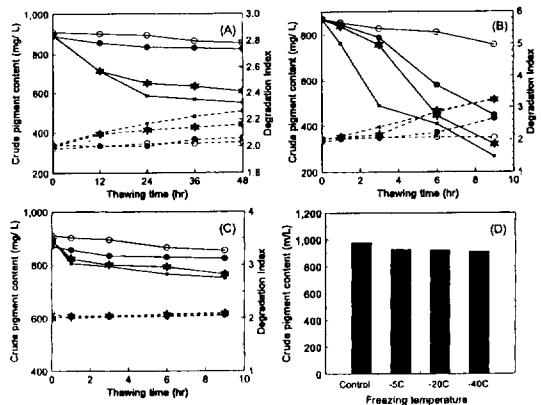 (A)
Crude pigment content (mg/ L)
1,000
800
600
400
200
0 12 24 36 48
Thawing time (hr)
3.0
2.8
2.6
2.4
2.2
2.0
1.8
Degradation Index
(B)
Crude pigment content (mg/ L)
800
600
400
200
0 2 4 6 8 10
Thawing time (hr)
6
5
4
3
2
1
Degradation Index
(C)
Crude pigment content (mg/ L)
1,000
800
600
400
0 2 4 6 8 10
Thawing time (hr)
4
3
2
1
Degradation Index
(D)
Crude pigment content (m/L)
1,200
1,000
800
600
400
200
0
Control -5C -20C -40C
Freezing temperature